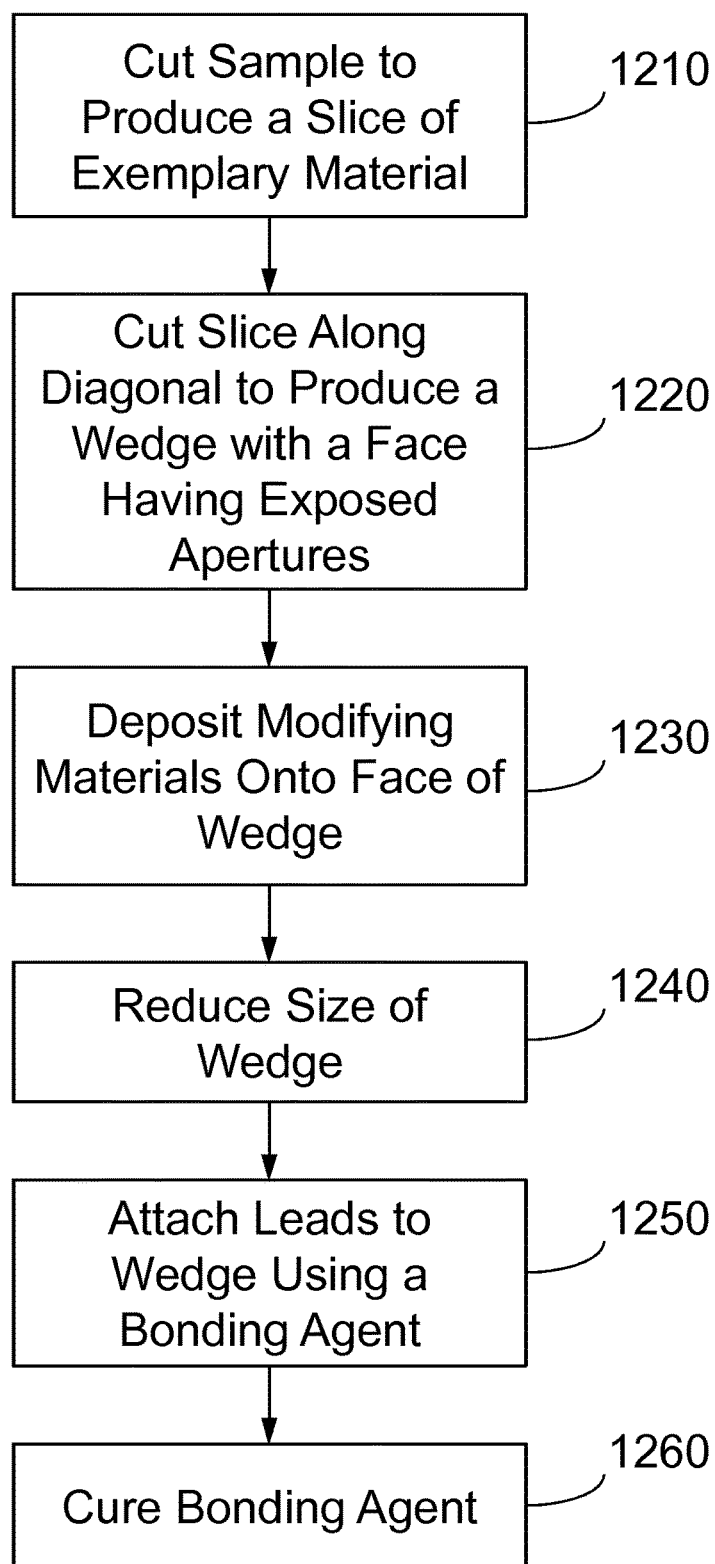 Cut Sample to
Produce a Slice of
Exemplary Material
1210
Cut Slice Along
Diagonal to Produce a
Wedge with a Face
Having Exposed
Apertures
1220
Deposit Modifying
Materials Onto Face of
Wedge
1230
Reduce Size of
Wedge
1240
Attach Leads to
Wedge Using a
Bonding Agent
1250
Cure Bonding Agent
1260